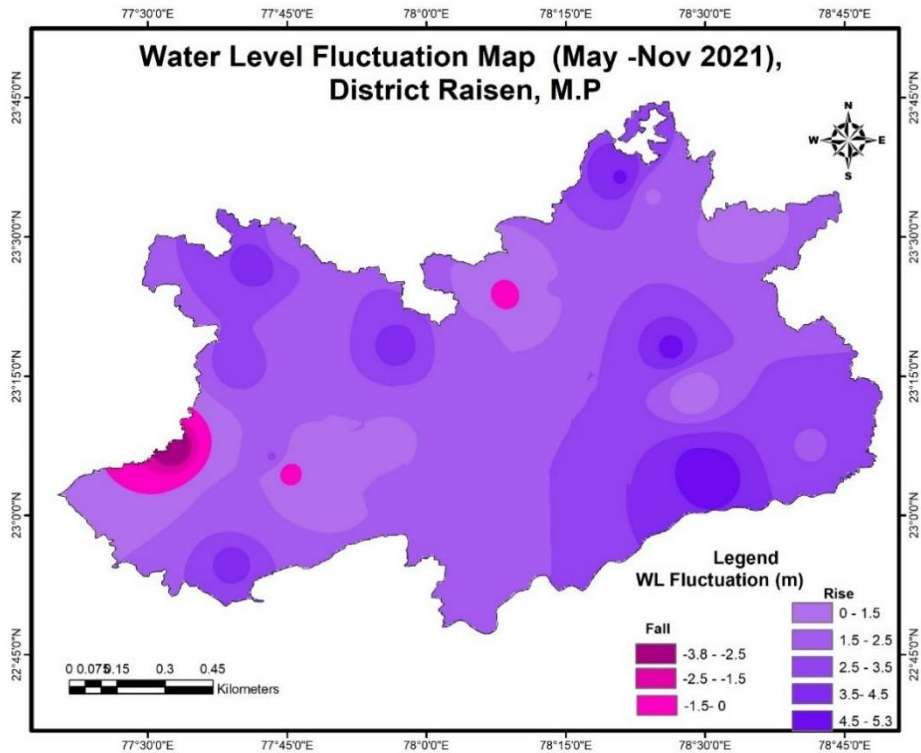 77°30'0"E 77°45'0"E 78°0'0"E 78°15'0"E 78°30'0"E 78°45'0"E
Water Level Fluctuation Map (May -Nov 2021),
District Raisen, M.P
N
W E
S
23°45'0"N 23°45'0"N
23°30'0"N 23°30'0"N
23°15'0"N 23°15'0"N
23°0'0"N 23°0'0"N
22°45'0"N 22°45'0"N
Legend
WL Fluctuation (m)
Fall
-3.8 - -2.5
-2.5 - -1.5
-1.5- 0
Rise
0 - 1.5
1.5 - 2.5
2.5 - 3.5
3.5- 4.5
4.5 - 5.3
0 0.075 0.15 0.3 0.45
Kilometers
77°30'0"E 77°45'0"E 78°0'0"E 78°15'0"E 78°30'0"E 78°45'0"E